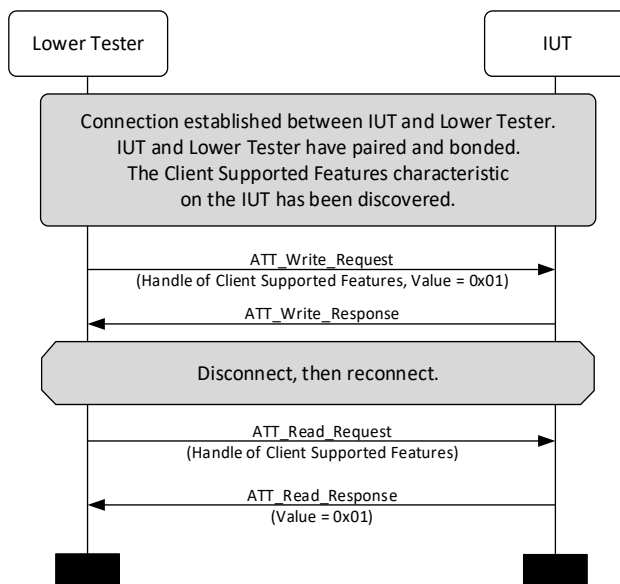 Lower Tester
IUT
Connection established between IUT and Lower Tester.
IUT and Lower Tester have paired and bonded.
The Client Supported Features characteristic
on the IUT has been discovered.
ATT_Write_Request
(Handle of Client Supported Features, Value = 0x01)
ATT_Write_Response
Disconnect, then reconnect.
ATT_Read_Request
(Handle of Client Supported Features)
ATT_Read_Response
(Value = 0x01)